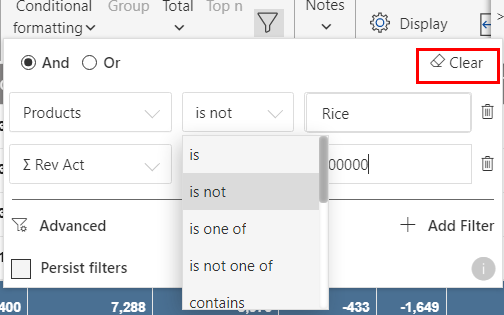 Conditional
formatting
Group
Total
Top n
Notes
Display
And
Or
Clear
Products
is not
Rice
Σ Rev Act
00000
is
is not
is one of
is not one of
contains
Advanced
Add Filter
Persist filters
400
7,288
-433
-1,649